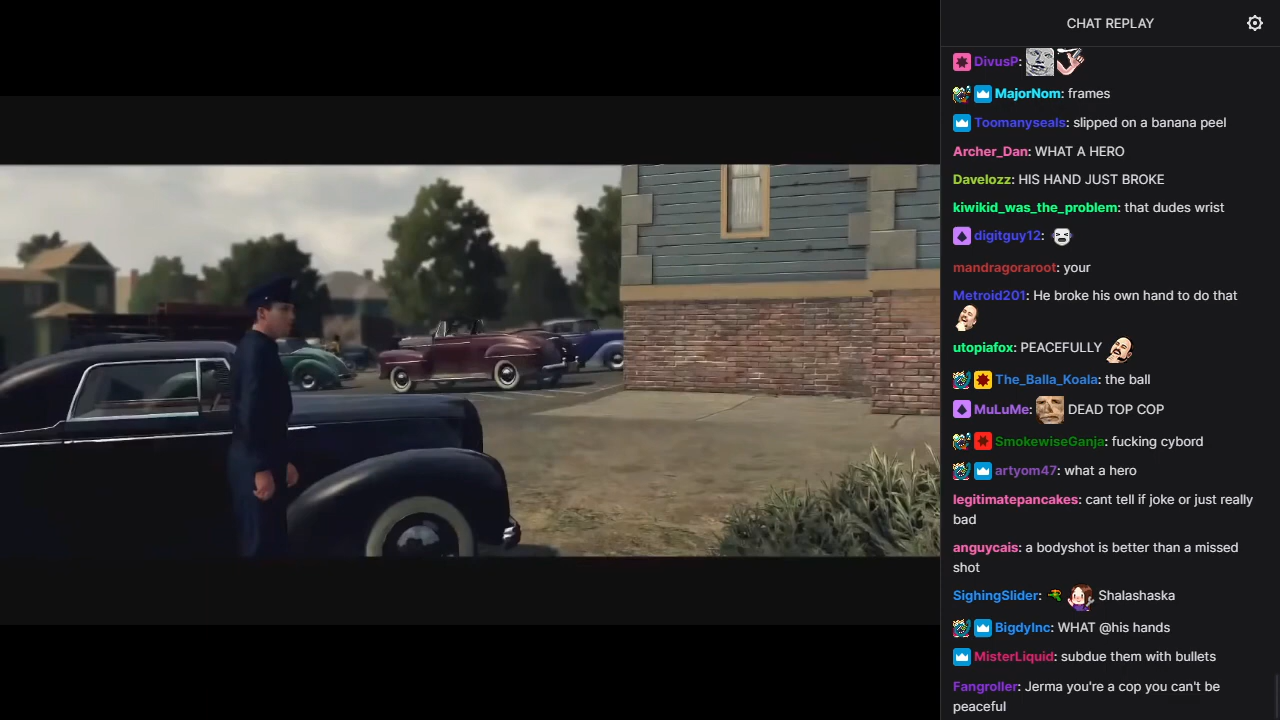 CHAT REPLAY
DivusP:
MajorNom: frames
Toomanyseals: slipped on a banana peel
Archer_Dan: WHAT A HERO
Davelozz: HIS HAND JUST BROKE
kiwikid_was_the_problem: that dudes wrist
digitguy12:
mandragoraroot: your
Metroid201: He broke his own hand to do that
utopiafox: PEACEFULLY
The_Balla_Koala: the ball
MuLuMe: DEAD TOP COP
SmokewiseGanja: fucking cybord
artyom47: what a hero
legitimatepancakes: cant tell if joke or just really
bad
anguycais: a bodyshot is better than a missed
shot
SighingSlider: Shalashaska
BigdyInc: WHAT @his hands
MisterLiquid: subdue them with bullets
Fangroller: Jerma you're a cop you can't be
peaceful